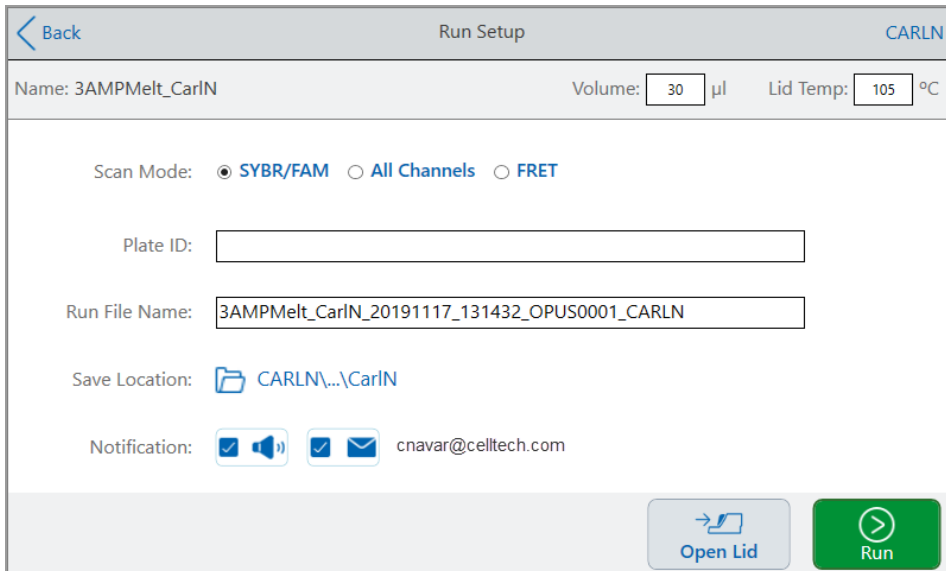 Back Run Setup CARLN
Name: 3AMPMelt_CarlN Volume: 30 µl Lid Temp: 105 ºC
Scan Mode: SYBR/FAM All Channels FRET
Plate ID:
Run File Name: 3AMPMelt_CarlN_20191117_131432_OPUS0001_CARLN
Save Location: CARLN\...\CarlN
Notification: cnavar@celltech.com
Open Lid Run